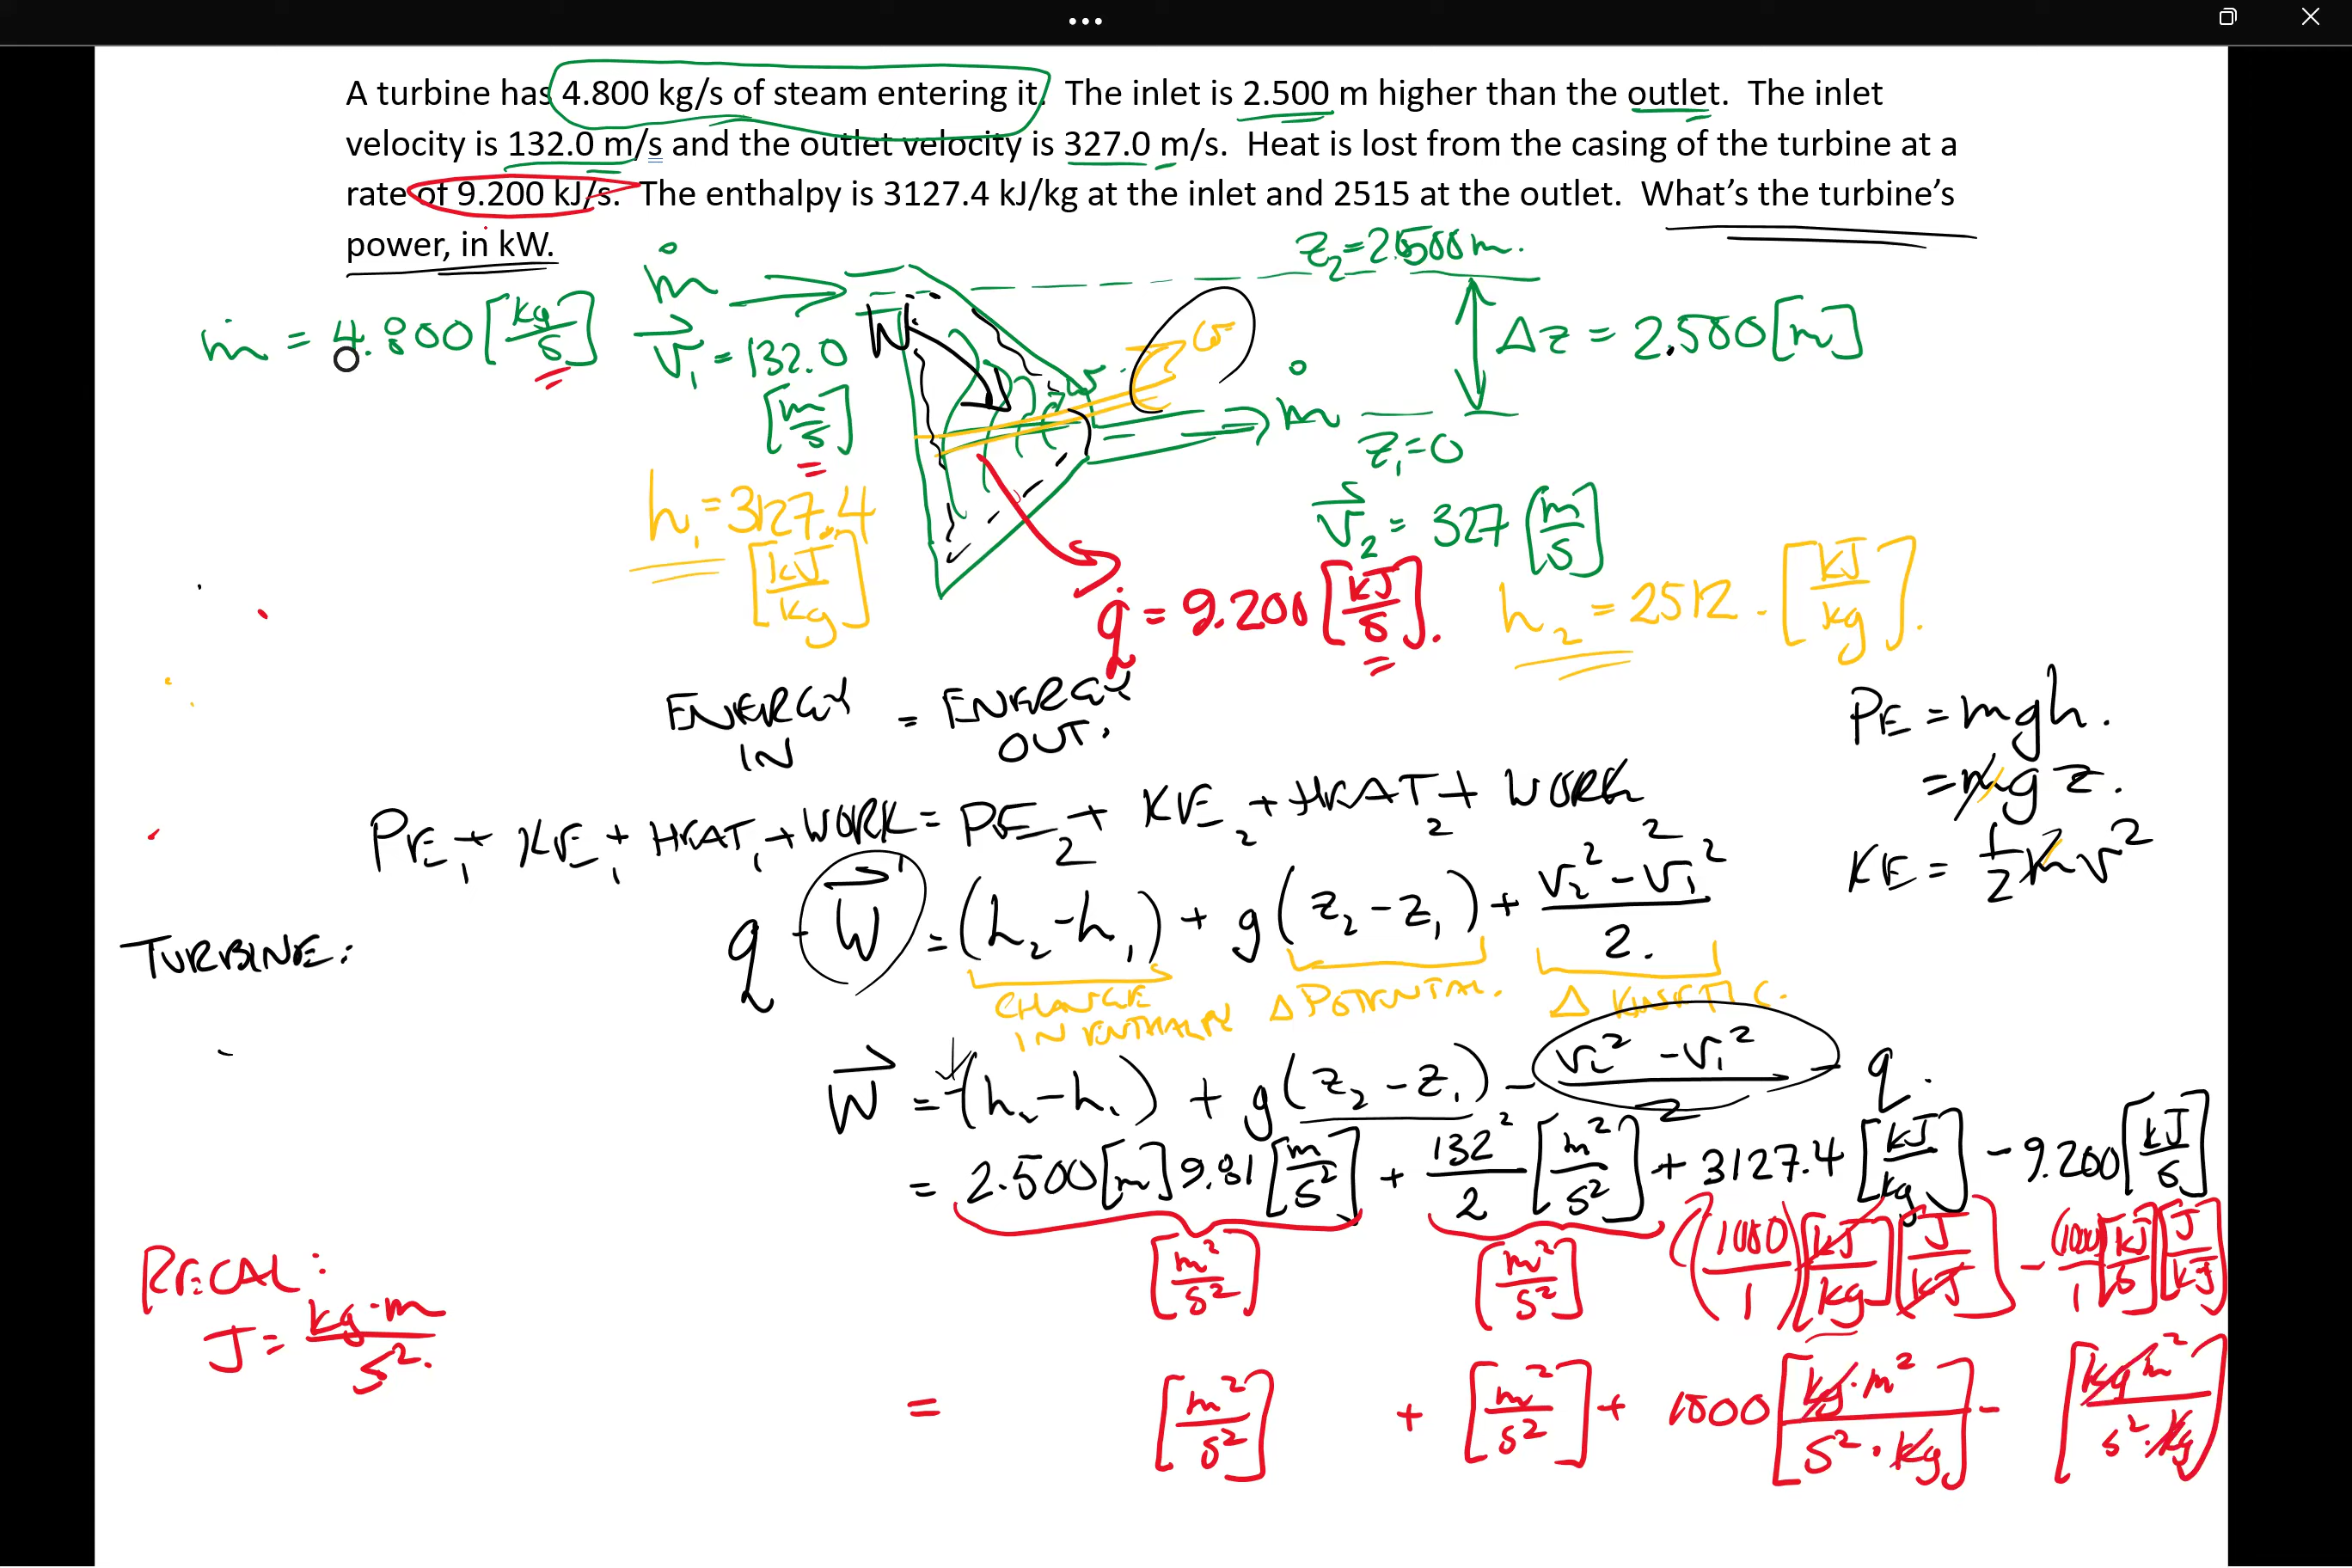 A turbine has 4.800 kg/s of steam entering it. The inlet is 2.500 m higher than the outlet. The inlet
velocity is 132.0 m/s and the outlet velocity is 327.0 m/s. Heat is lost from the casing of the turbine at a
rate of 9.200 kJ/s. The enthalpy is 3127.4 kJ/kg at the inlet and 2515 at the outlet. What's the turbine's
power, in kW.
z₂=2.500m.
ṁ = 4.800 [kg/s]
ṁ
v⃗₁ = 132.0 [m/s]
W
ω
Δz = 2.500 [m]
ṁ
z₁=0
h₁=3127.4 [kJ/kg]
v⃗₂ = 327 [m/s]
q̇ = 9.200 [kJ/s].
h₂ = 2512. [kJ/kg].
ENERGY IN = ENERGY OUT.
PE = mgh.
= mgz.
PE₁ + KE₁ + HEAT₁ + WORK₁ = PE₂ + KE₂ + HEAT₂ + WORK₂
KE = 1/2 mv²
TURBINE:
q - W⃗ = (h₂-h₁) + g(z₂-z₁) + (v₂²-v₁²)/2.
CHANGE IN ENTHALPY
Δ POTENTIAL.
Δ KINETIC.
W⃗ = -(h₂-h₁) + g(z₂-z₁) - (v₂²-v₁²)/2 - q.
= 2.500 [m] 9.81 [m/s²] + 132²/2 [m²/s²] + 3127.4 [kJ/kg] - 9.200 [kJ/s]
[m²/s²] [m²/s²] (1000/1) [kJ/kg] [J/kJ] - (1000/1) [kJ/s] [J/kJ]
RECAL:
J = kg·m/s².
= [m²/s²] + [m²/s²] + 1000 [kg·m²/s²·kg] - [kg m²/s²·kg]